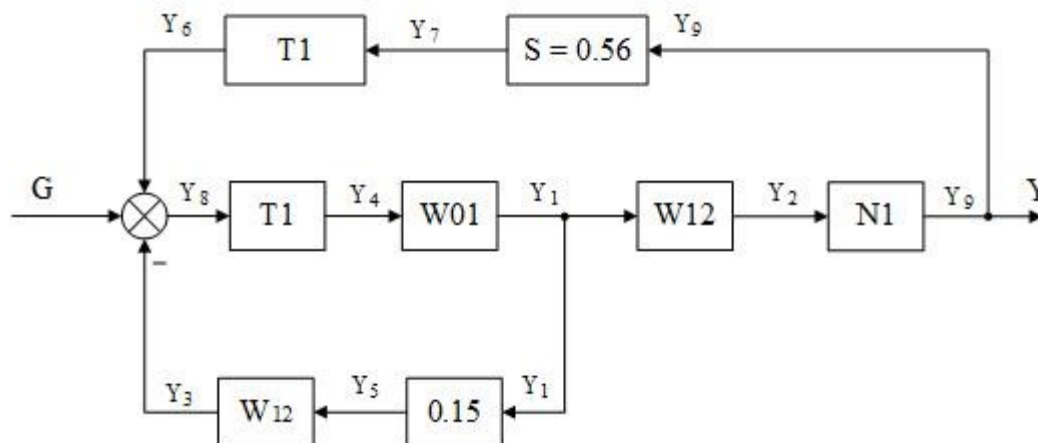 Y6 T1 Y7 S = 0.56 Y9
G Y8 T1 Y4 W01 Y1 W12 Y2 N1 Y9 Y
–
Y3 W12 Y5 0.15 Y1